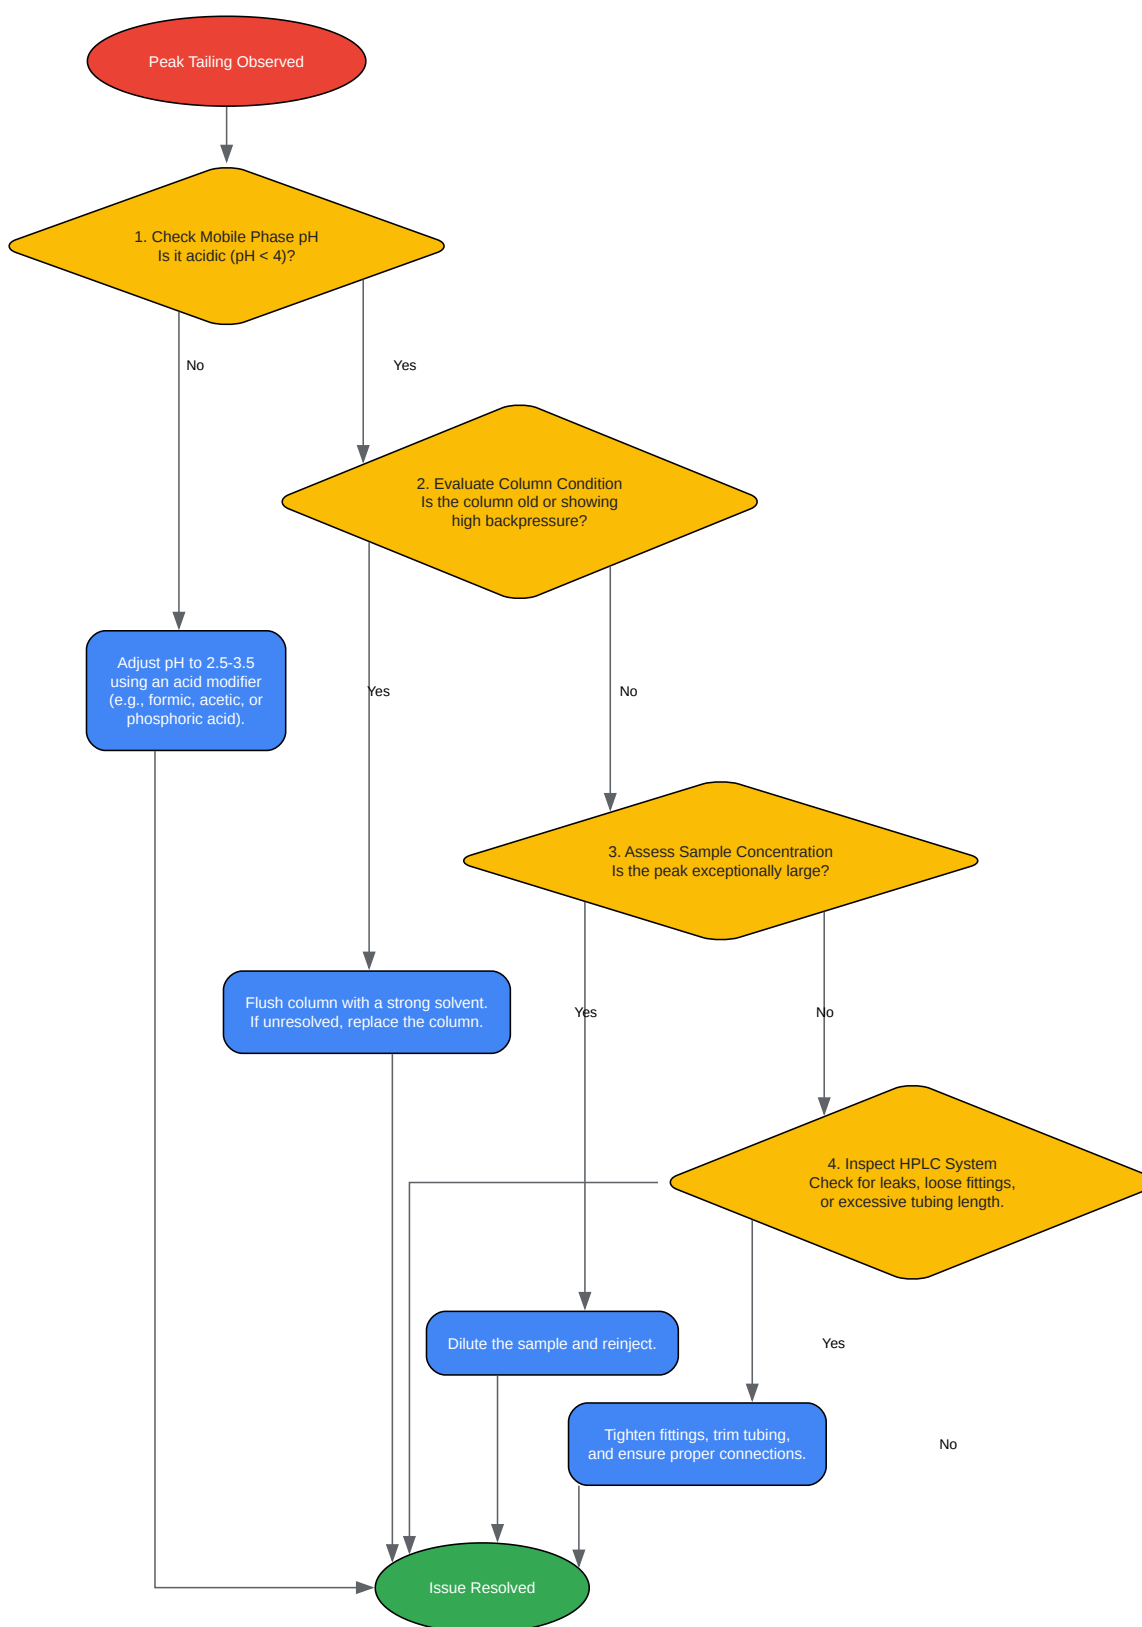 Peak Tailing Observed
1. Check Mobile Phase pH
Is it acidic (pH < 4)?
No
Yes
2. Evaluate Column Condition
Is the column old or showing
high backpressure?
Adjust pH to 2.5-3.5
using an acid modifier
(e.g., formic, acetic, or
phosphoric acid).
Yes
No
3. Assess Sample Concentration
Is the peak exceptionally large?
Flush column with a strong solvent.
If unresolved, replace the column.
Yes
No
4. Inspect HPLC System
Check for leaks, loose fittings,
or excessive tubing length.
Dilute the sample and reinject.
Yes
Tighten fittings, trim tubing,
and ensure proper connections.
No
Issue Resolved